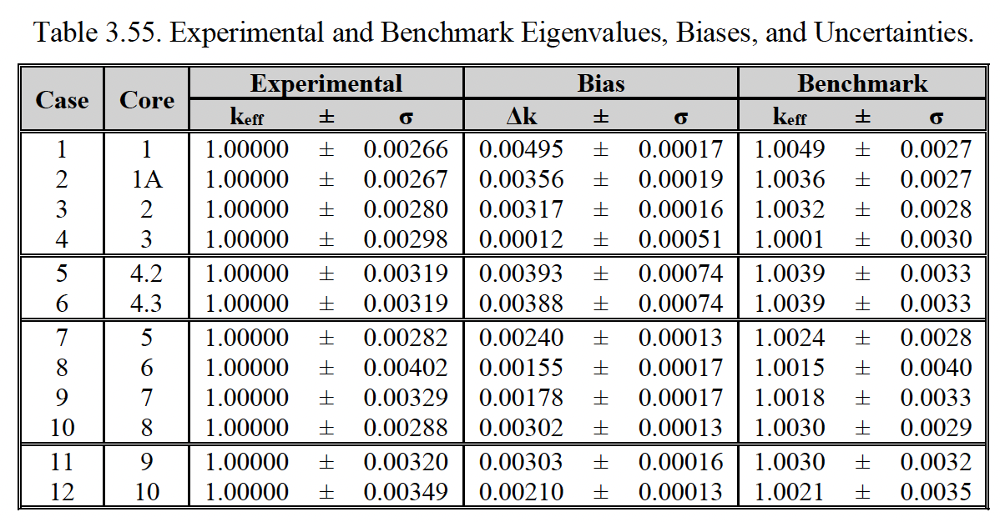 Table 3.55. Experimental and Benchmark Eigenvalues, Biases, and Uncertainties.
Case Core Experimental Bias Benchmark
keff ± σ Δk ± σ keff ± σ
1 1 1.00000 ± 0.00266 0.00495 ± 0.00017 1.0049 ± 0.0027
2 1A 1.00000 ± 0.00267 0.00356 ± 0.00019 1.0036 ± 0.0027
3 2 1.00000 ± 0.00280 0.00317 ± 0.00016 1.0032 ± 0.0028
4 3 1.00000 ± 0.00298 0.00012 ± 0.00051 1.0001 ± 0.0030
5 4.2 1.00000 ± 0.00319 0.00393 ± 0.00074 1.0039 ± 0.0033
6 4.3 1.00000 ± 0.00319 0.00388 ± 0.00074 1.0039 ± 0.0033
7 5 1.00000 ± 0.00282 0.00240 ± 0.00013 1.0024 ± 0.0028
8 6 1.00000 ± 0.00402 0.00155 ± 0.00017 1.0015 ± 0.0040
9 7 1.00000 ± 0.00329 0.00178 ± 0.00017 1.0018 ± 0.0033
10 8 1.00000 ± 0.00288 0.00302 ± 0.00013 1.0030 ± 0.0029
11 9 1.00000 ± 0.00320 0.00303 ± 0.00016 1.0030 ± 0.0032
12 10 1.00000 ± 0.00349 0.00210 ± 0.00013 1.0021 ± 0.0035